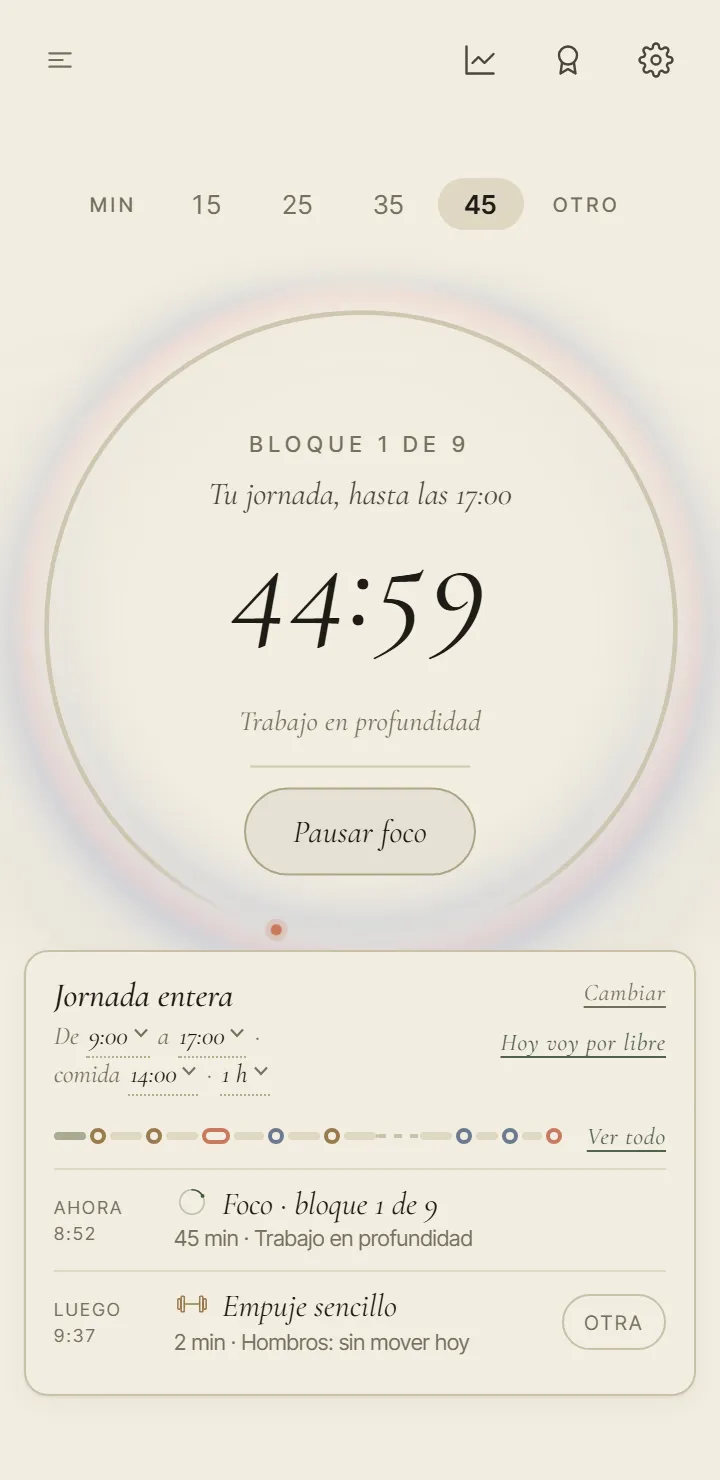 MIN 15 25 35 45 OTRO
BLOQUE 1 DE 9
Tu jornada, hasta las 17:00
44:59
Trabajo en profundidad
Pausar foco
Jornada entera
Cambiar
De 9:00 a 17:00 ·
Hoy voy por libre
comida 14:00 · 1 h
Ver todo
AHORA
8:52
Foco · bloque 1 de 9
45 min · Trabajo en profundidad
LUEGO
9:37
Empuje sencillo
2 min · Hombros: sin mover hoy
OTRA